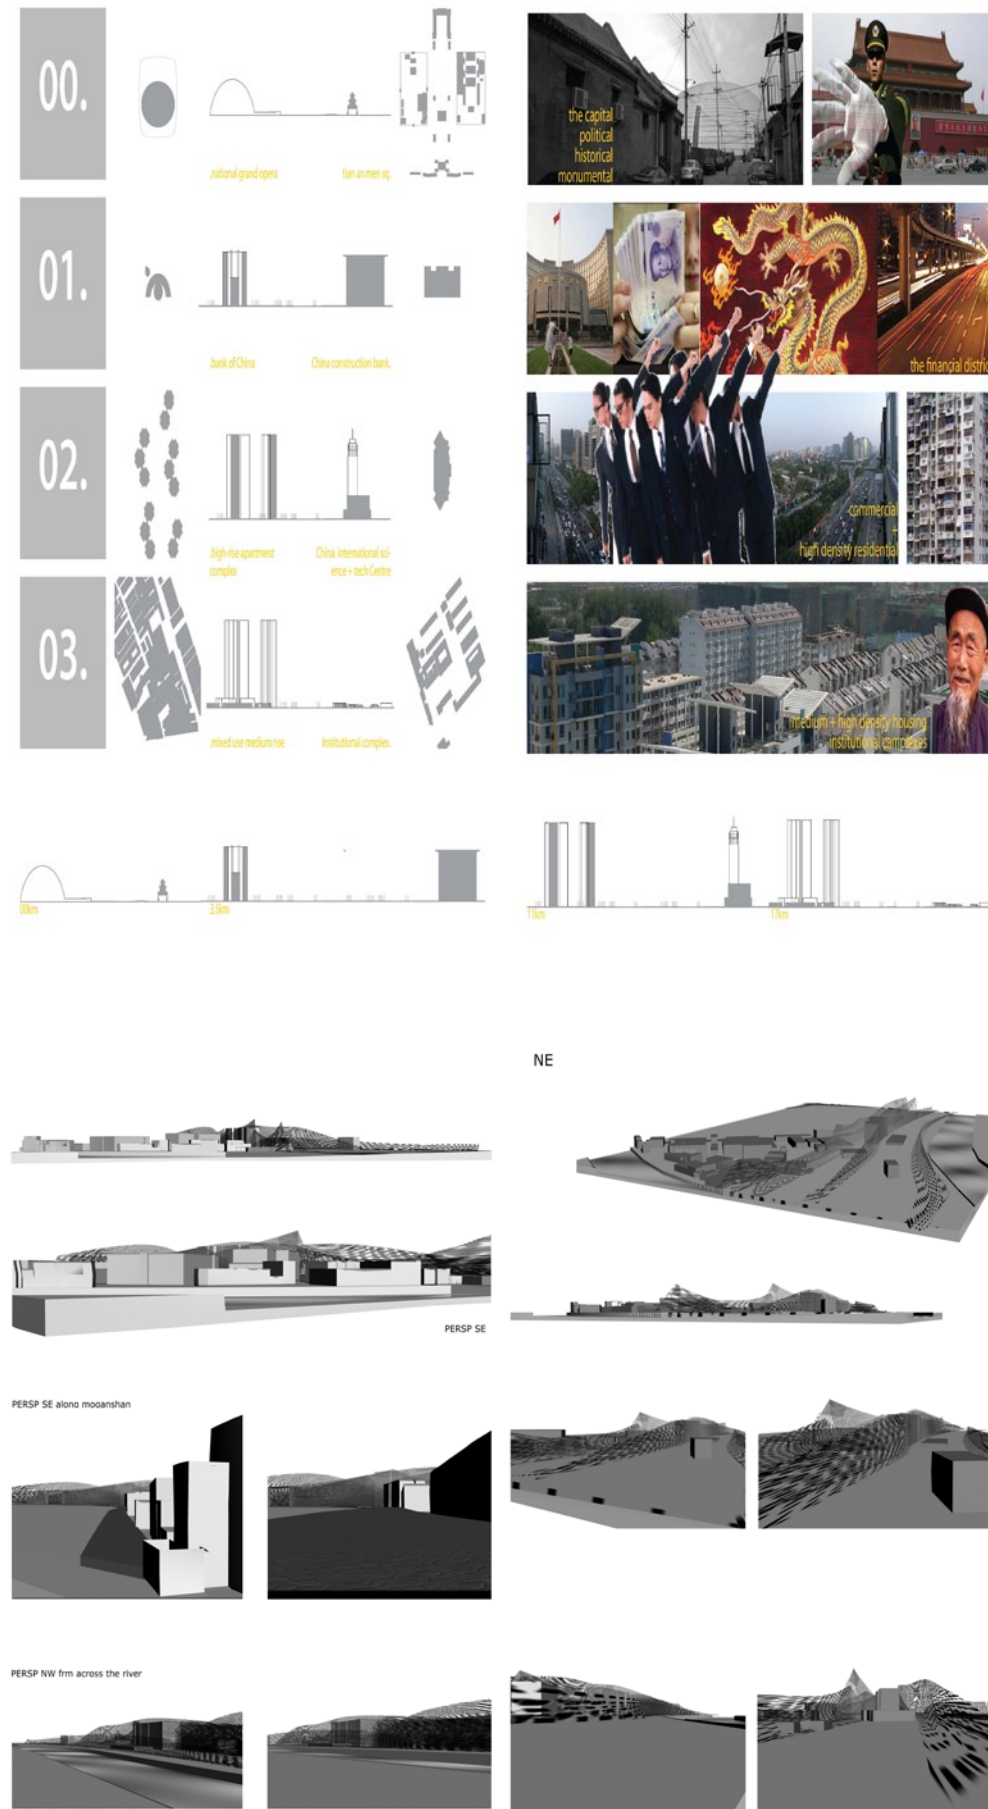 00.
.national grand opera
tian an men sq.
the capital
political
historical
monumental
01.
.bank of China
China construction bank.
the financial distric
02.
.high-rise apartment
complex
China international sci-
ence + tech Centre
commercial
+
high density residential
03.
.mixed use medium rise
institutional complex.
medium + high density housing
institutional complexes
00km
3.5km
11km
17km
NE
PERSP SE
PERSP SE along moganshan
PERSP NW frm across the river